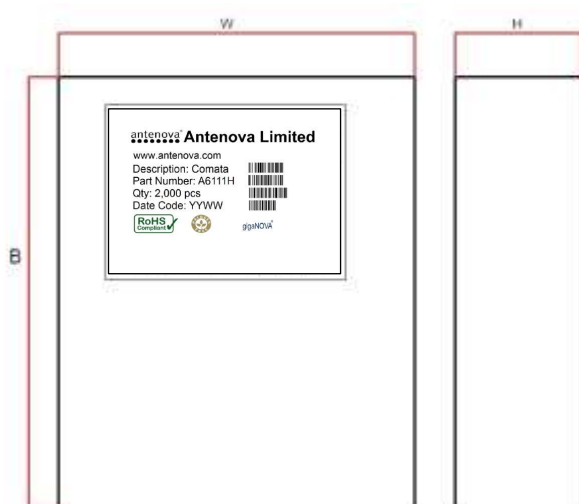 W
H
B
antenova® Antenova Limited
www.antenova.com
Description: Comata
Part Number: A6111H
Qty: 2,000 pcs
Date Code: YYWW
RoHS
Compliant
gigaNOVA®